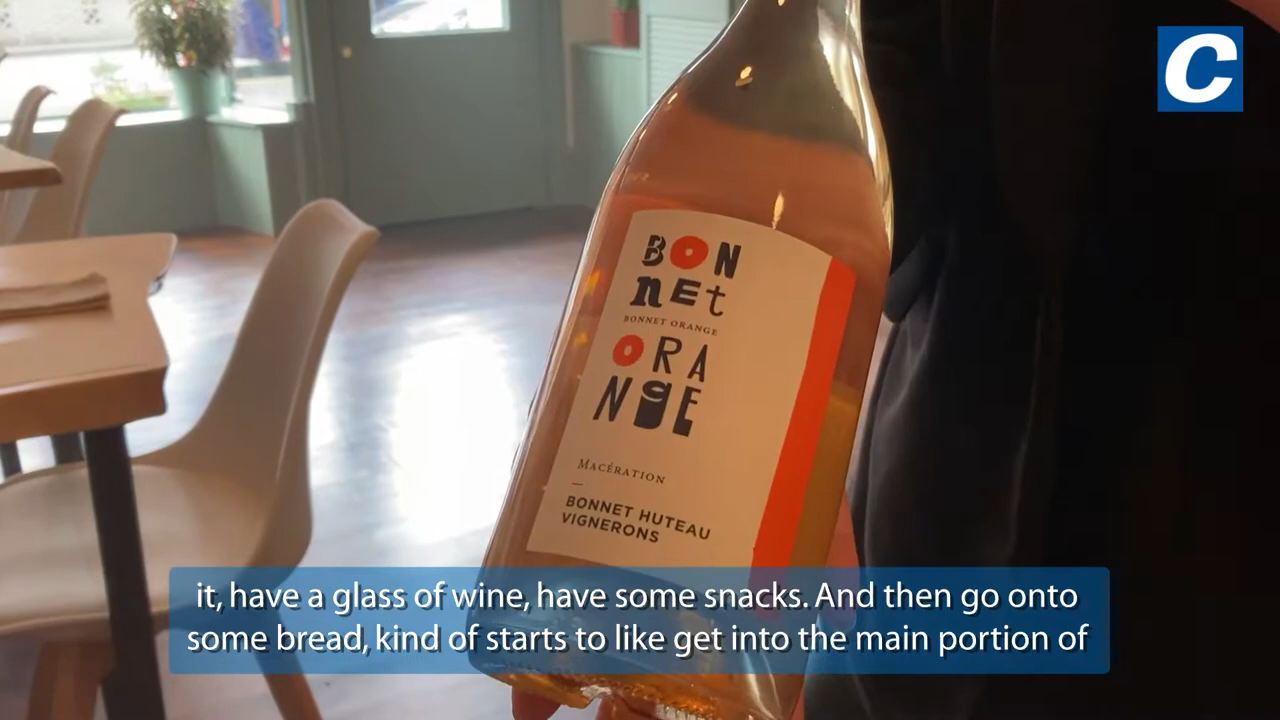 C
BON
nEt
BONNET ORANGE
ORA
NgE
MACÉRATION
BONNET HUTEAU
VIGNERONS
it, have a glass of wine, have some snacks. And then go onto
some bread, kind of starts to like get into the main portion of